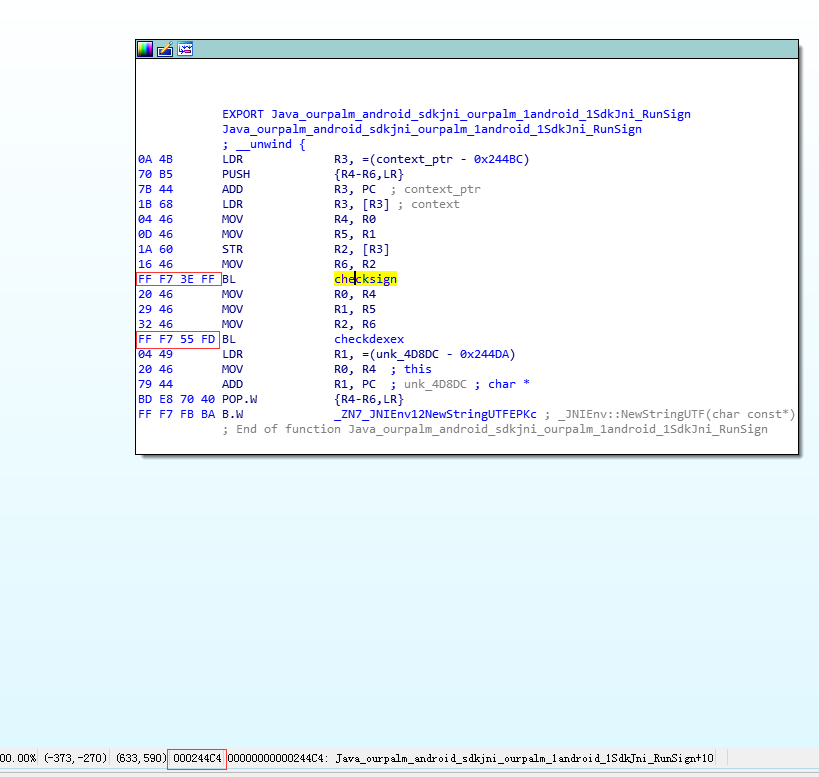 EXPORT Java_ourpalm_android_sdkjni_ourpalm_1android_1SdkJni_RunSign
Java_ourpalm_android_sdkjni_ourpalm_1android_1SdkJni_RunSign
; __unwind {
0A 4B LDR R3, =(context_ptr - 0x244BC)
70 B5 PUSH {R4-R6,LR}
7B 44 ADD R3, PC ; context_ptr
1B 68 LDR R3, [R3] ; context
04 46 MOV R4, R0
0D 46 MOV R5, R1
1A 60 STR R2, [R3]
16 46 MOV R6, R2
FF F7 3E FF BL checksign
20 46 MOV R0, R4
29 46 MOV R1, R5
32 46 MOV R2, R6
FF F7 55 FD BL checkdexex
04 49 LDR R1, =(unk_4D8DC - 0x244DA)
20 46 MOV R0, R4 ; this
79 44 ADD R1, PC ; unk_4D8DC ; char *
BD E8 70 40 POP.W {R4-R6,LR}
FF F7 FB BA B.W _ZN7_JNIEnv12NewStringUTFEPKc ; _JNIEnv::NewStringUTF(char const*)
; End of function Java_ourpalm_android_sdkjni_ourpalm_1android_1SdkJni_RunSign
00.00% (-373,-270) (633,590) 000244C4 00000000000244C4: Java_ourpalm_android_sdkjni_ourpalm_1android_1SdkJni_RunSign+10